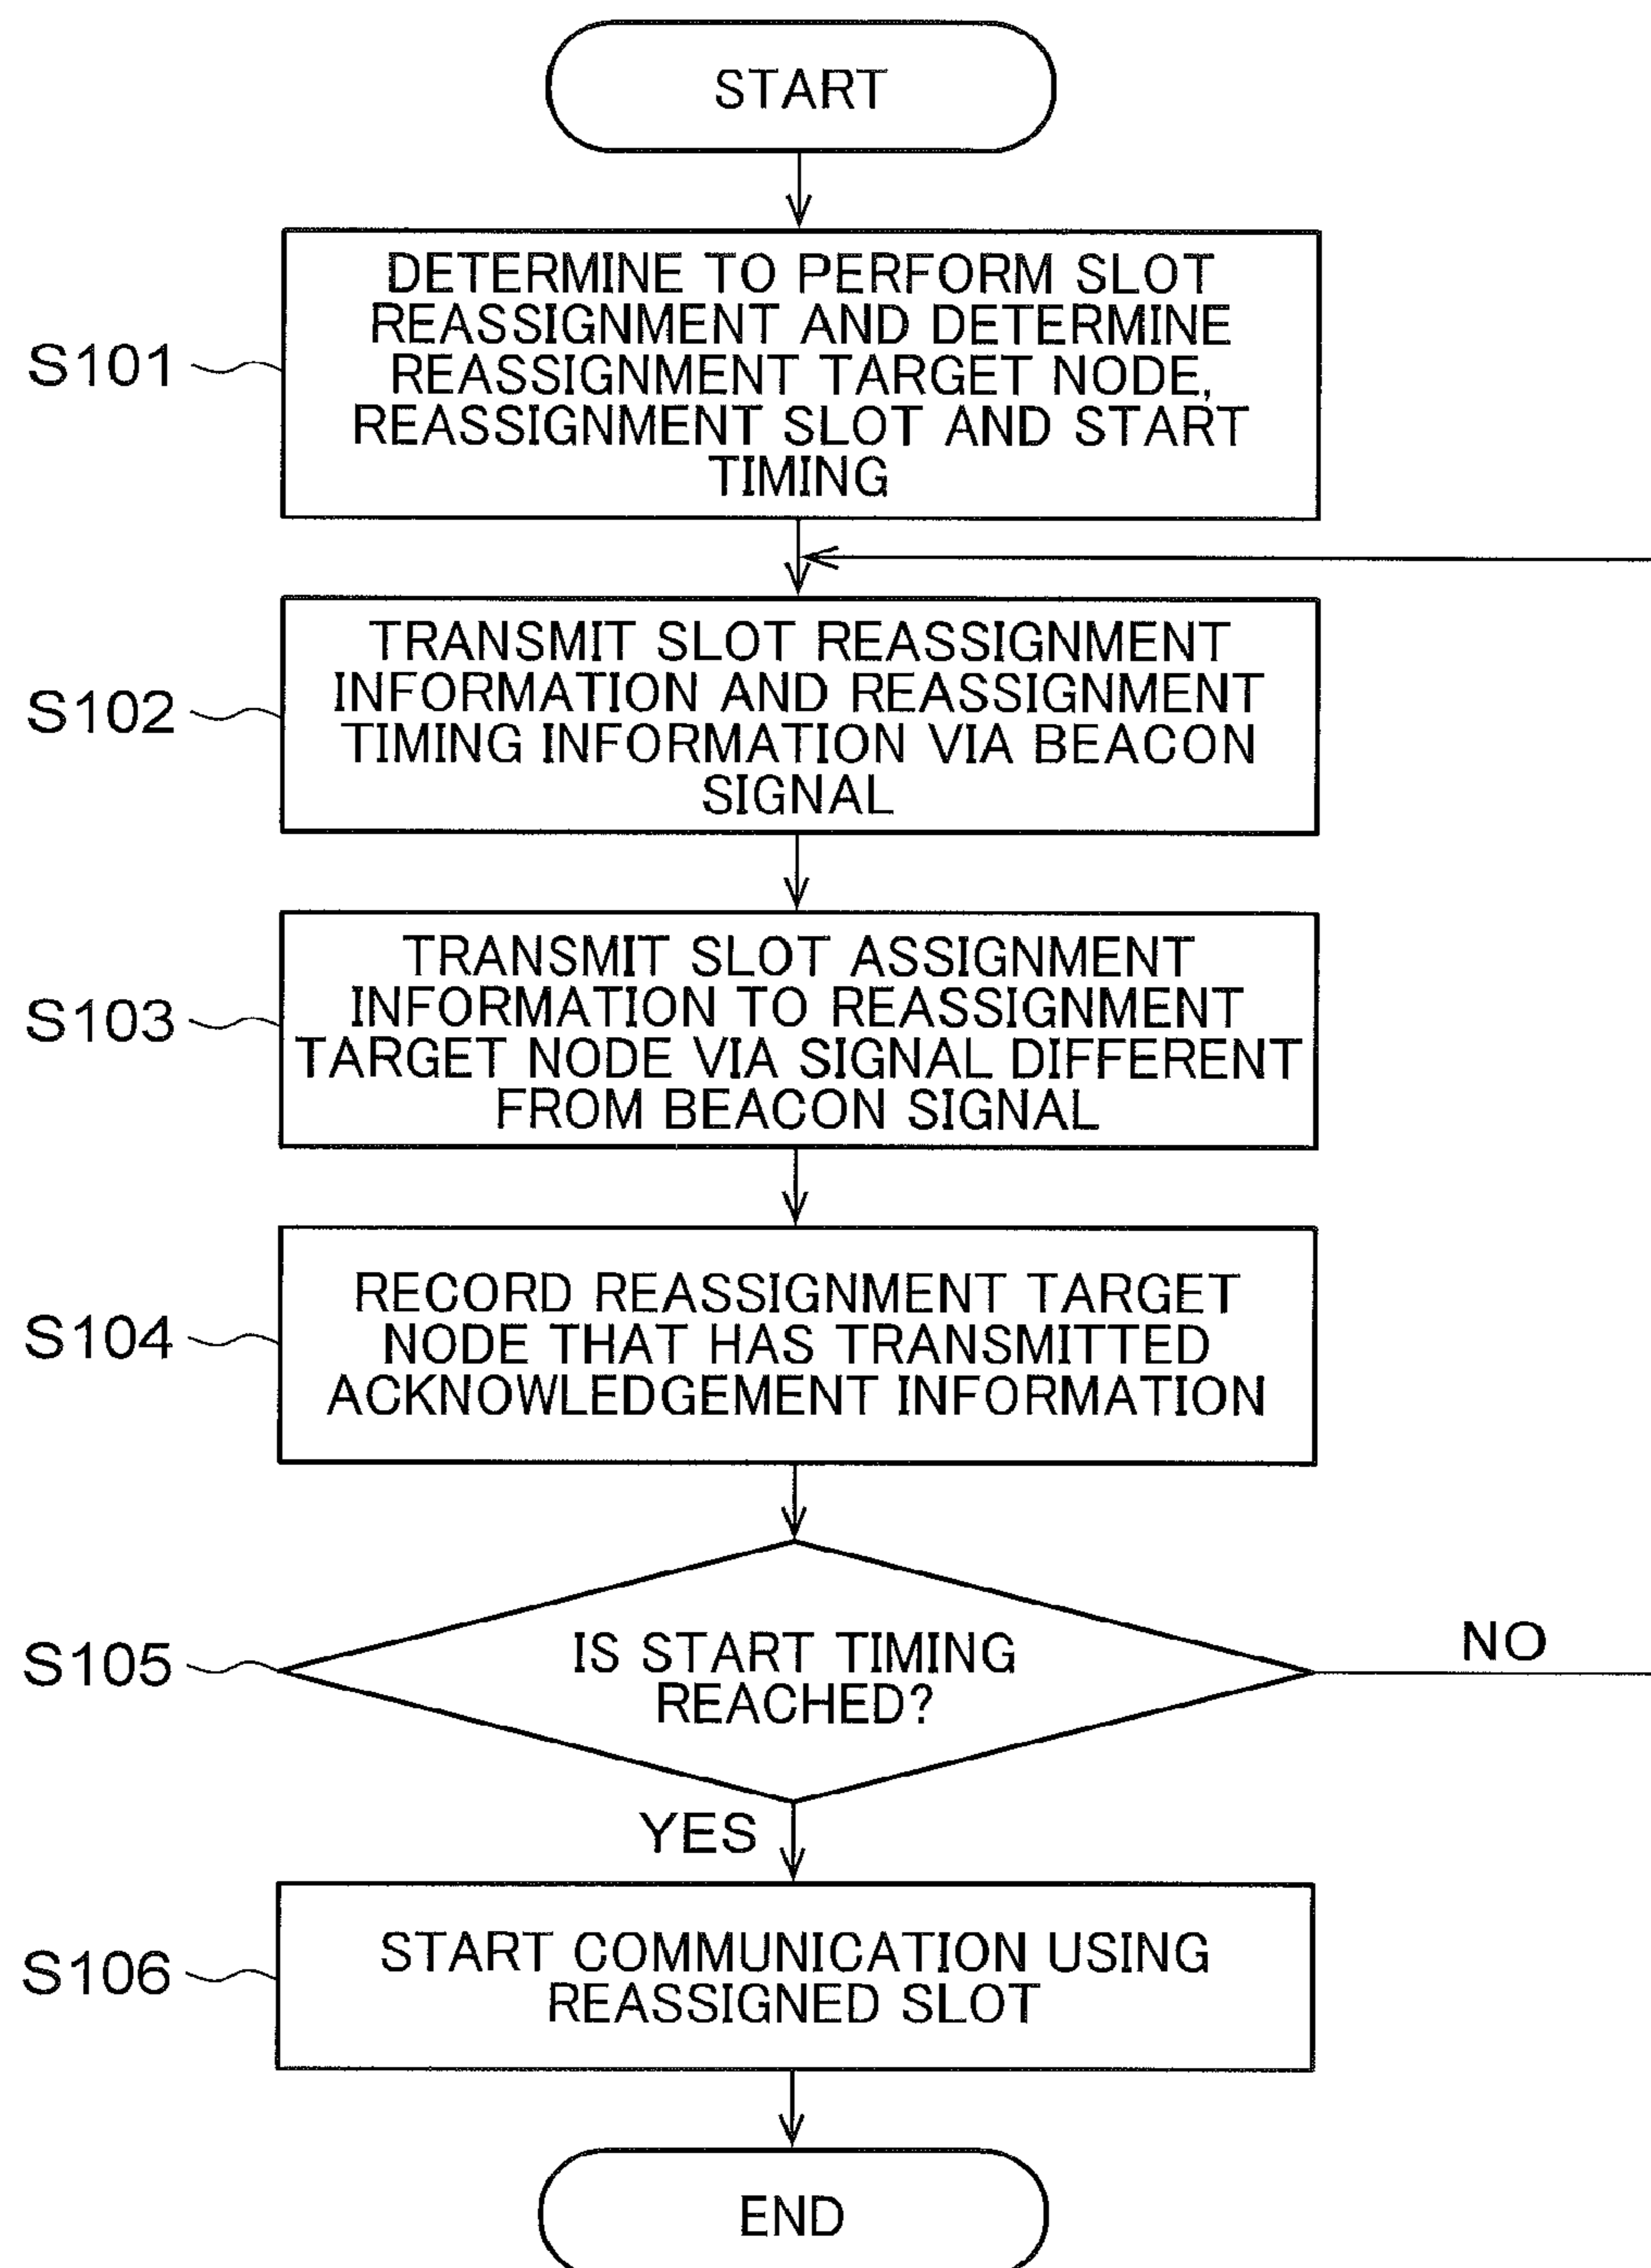 START
S101
DETERMINE TO PERFORM SLOT
REASSIGNMENT AND DETERMINE
REASSIGNMENT TARGET NODE,
REASSIGNMENT SLOT AND START
TIMING
S102
TRANSMIT SLOT REASSIGNMENT
INFORMATION AND REASSIGNMENT
TIMING INFORMATION VIA BEACON
SIGNAL
S103
TRANSMIT SLOT ASSIGNMENT
INFORMATION TO REASSIGNMENT
TARGET NODE VIA SIGNAL DIFFERENT
FROM BEACON SIGNAL
S104
RECORD REASSIGNMENT TARGET
NODE THAT HAS TRANSMITTED
ACKNOWLEDGEMENT INFORMATION
S105
IS START TIMING
REACHED?
NO
YES
S106
START COMMUNICATION USING
REASSIGNED SLOT
END